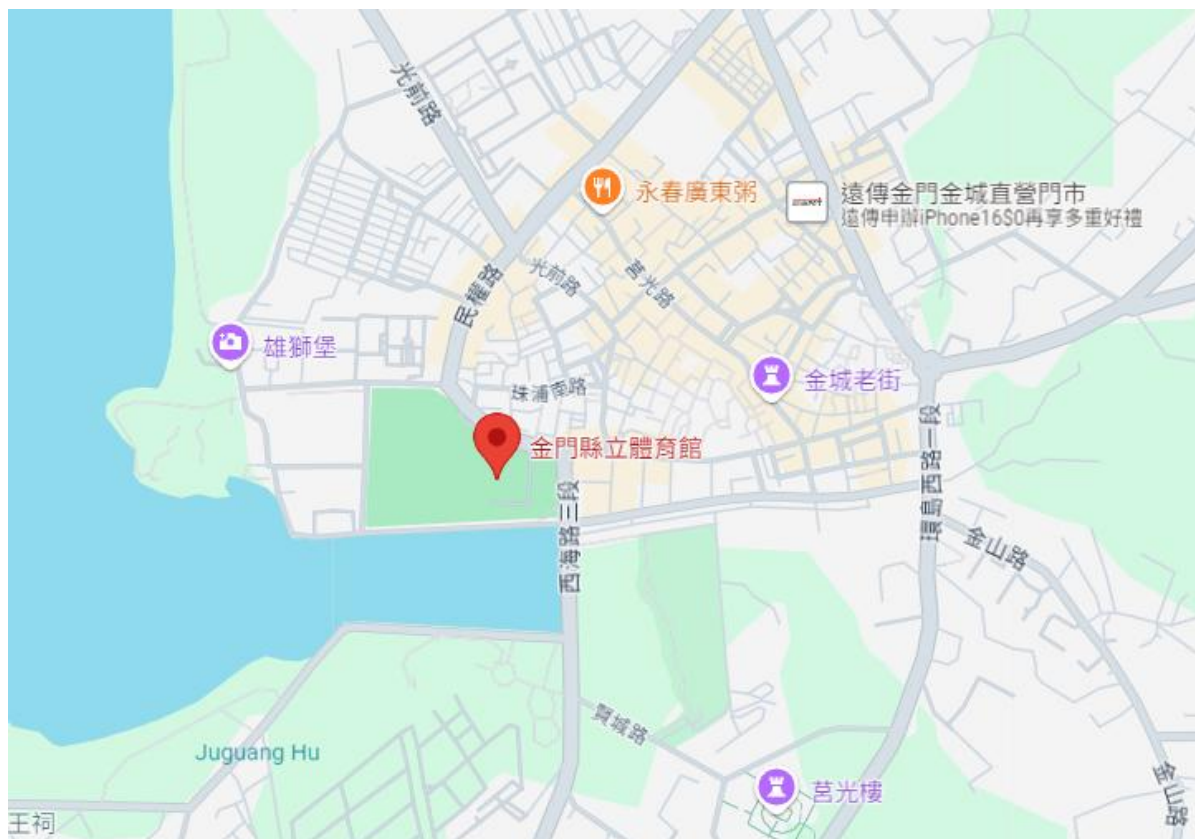 光前路
永春廣東粥
遠傳金門金城直營門市
遠傳申辦iPhone16$0再享多重好禮
光前路
莒光路
民權路
雄獅堡
金城老街
珠浦南路
金門縣立體育館
環島西路一段
西海路三段
金山路
賢城路
Juguang Hu
莒光樓
金山路
王祠